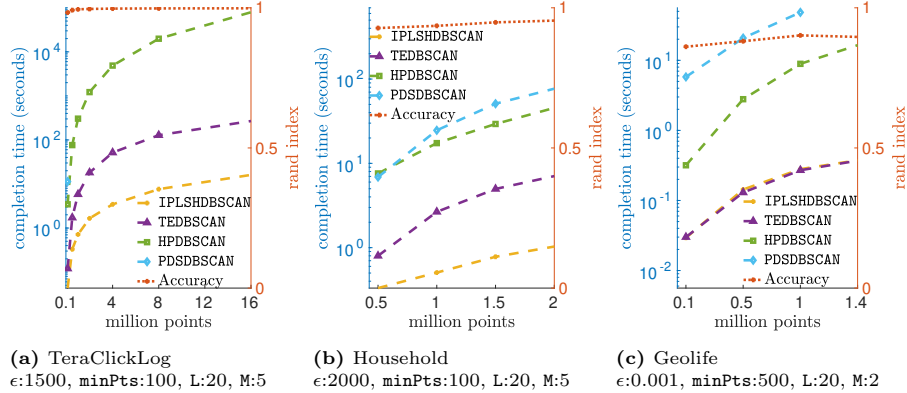 completion time (seconds)
10^4
10^2
10^0
IPLSHDBSCAN
TEDBSCAN
HPDBSCAN
PDSDBSCAN
Accuracy
0.1 4 8 12 16
million points
1
0.5
0
rand index
(a) TeraClickLog
ϵ:1500, minPts:100, L:20, M:5
completion time (seconds)
10^2
10^1
10^0
IPLSHDBSCAN
TEDBSCAN
HPDBSCAN
PDSDBSCAN
Accuracy
0.5 1 1.5 2
million points
1
0.5
0
rand index
(b) Household
ϵ:2000, minPts:100, L:20, M:5
completion time (seconds)
10^1
10^0
10^-1
10^-2
IPLSHDBSCAN
TEDBSCAN
HPDBSCAN
PDSDBSCAN
Accuracy
0.1 0.5 1 1.4
million points
1
0.5
0
rand index
(c) Geolife
ϵ:0.001, minPts:500, L:20, M:2